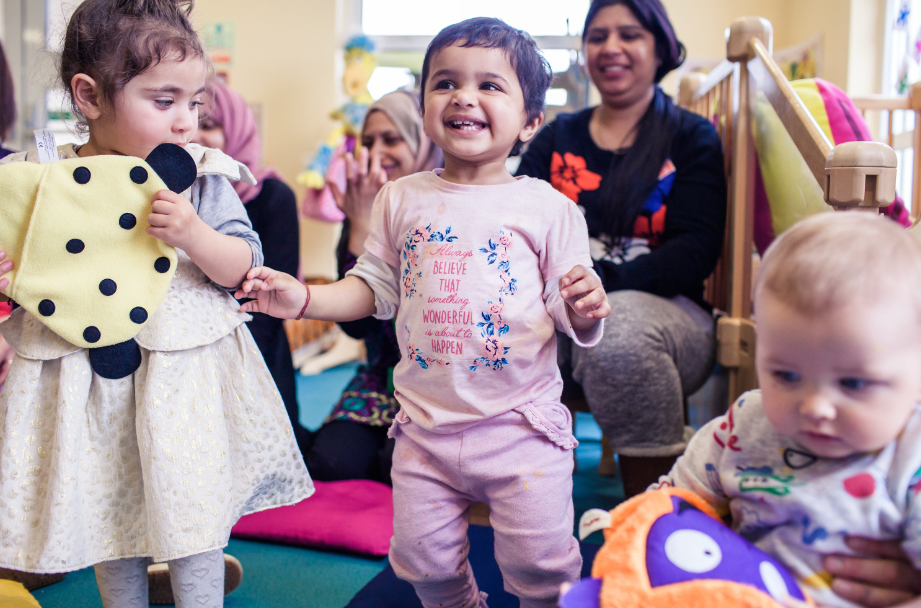 Always
BELIEVE
THAT
something
WONDERFUL
is about to
HAPPEN